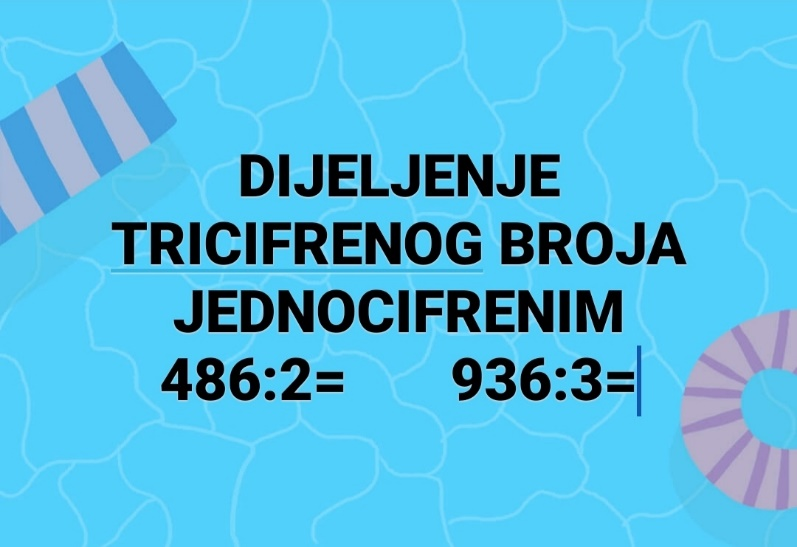 DIJELJENJE
TRICIFRENOG BROJA
JEDNOCIFRENIM
486:2= 936:3=